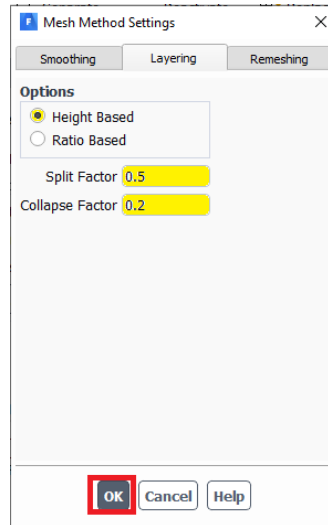 Mesh Method Settings
Smoothing Layering Remeshing
Options
Height Based
Ratio Based
Split Factor 0.5
Collapse Factor 0.2
OK Cancel Help